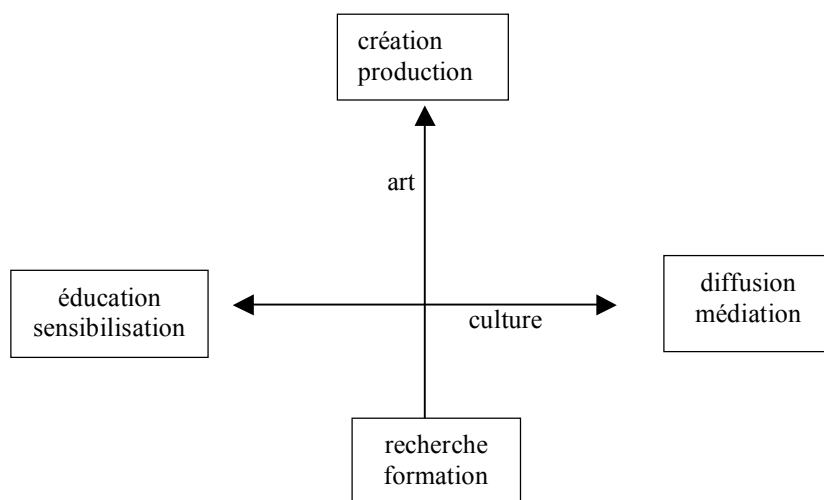 création
production
art
éducation
sensibilisation
diffusion
médiation
culture
recherche
formation